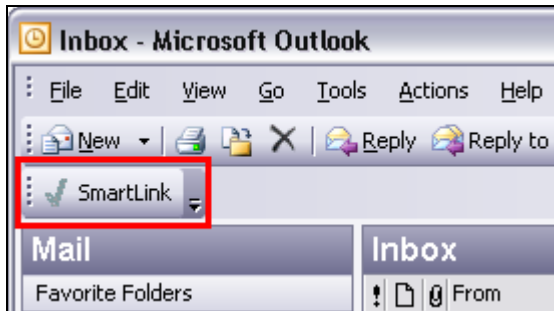 Inbox - Microsoft Outlook
File Edit View Go Tools Actions Help
New Reply Reply to
SmartLink
Mail Inbox
Favorite Folders From